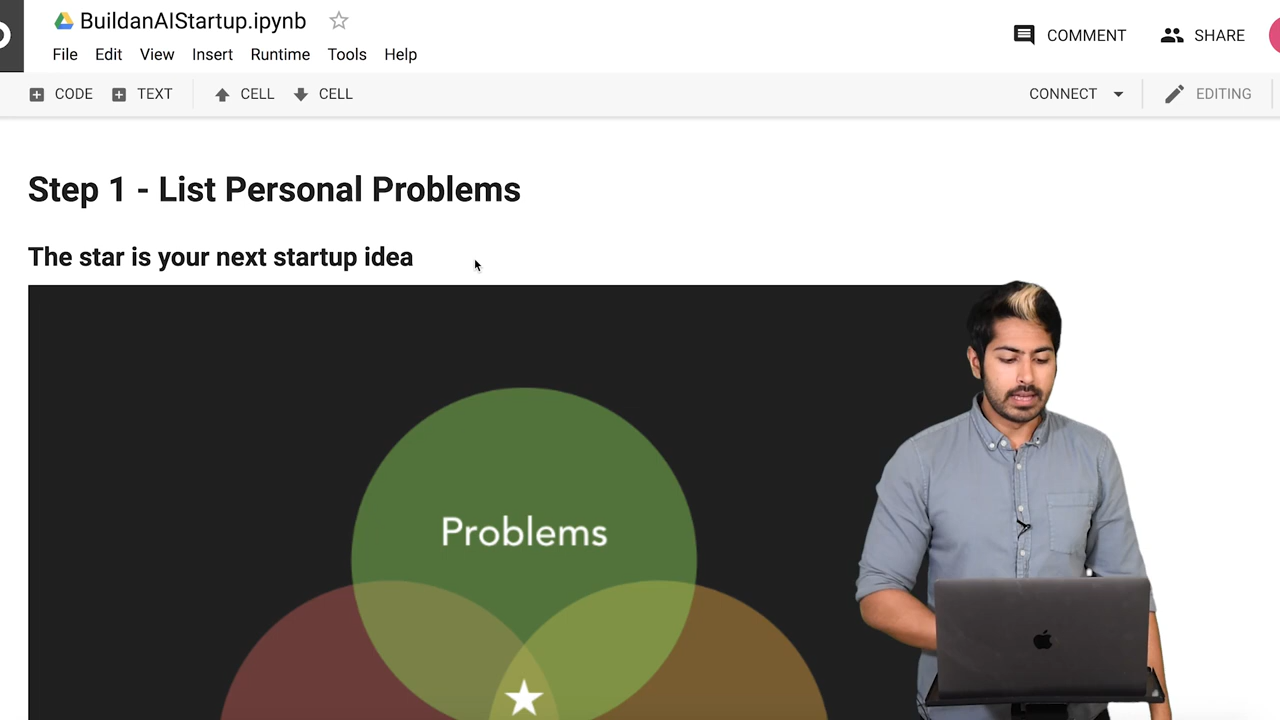 BuildanAIStartup.ipynb
COMMENT SHARE
File Edit View Insert Runtime Tools Help
CODE TEXT CELL CELL CONNECT EDITING
Step 1 - List Personal Problems
The star is your next startup idea
Problems